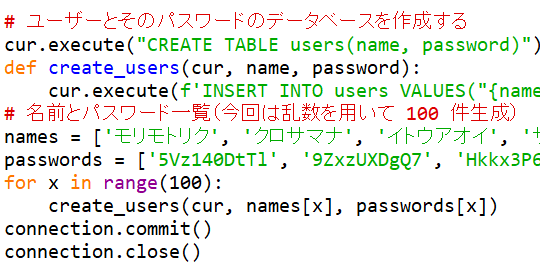 # ユーザーとそのパスワードのデータベースを作成する
cur.execute("CREATE TABLE users(name, password)")
def create_users(cur, name, password):
    cur.execute(f'INSERT INTO users VALUES("{name
# 名前とパスワード一覧(今回は乱数を用いて 100 件生成)
names = ['モリモトリク', 'クロサマナ', 'イトウアオイ', '
passwords = ['5Vz140DtTl', '9ZxzUXDgQ7', 'Hkkx3P6
for x in range(100):
    create_users(cur, names[x], passwords[x])
connection.commit()
connection.close()